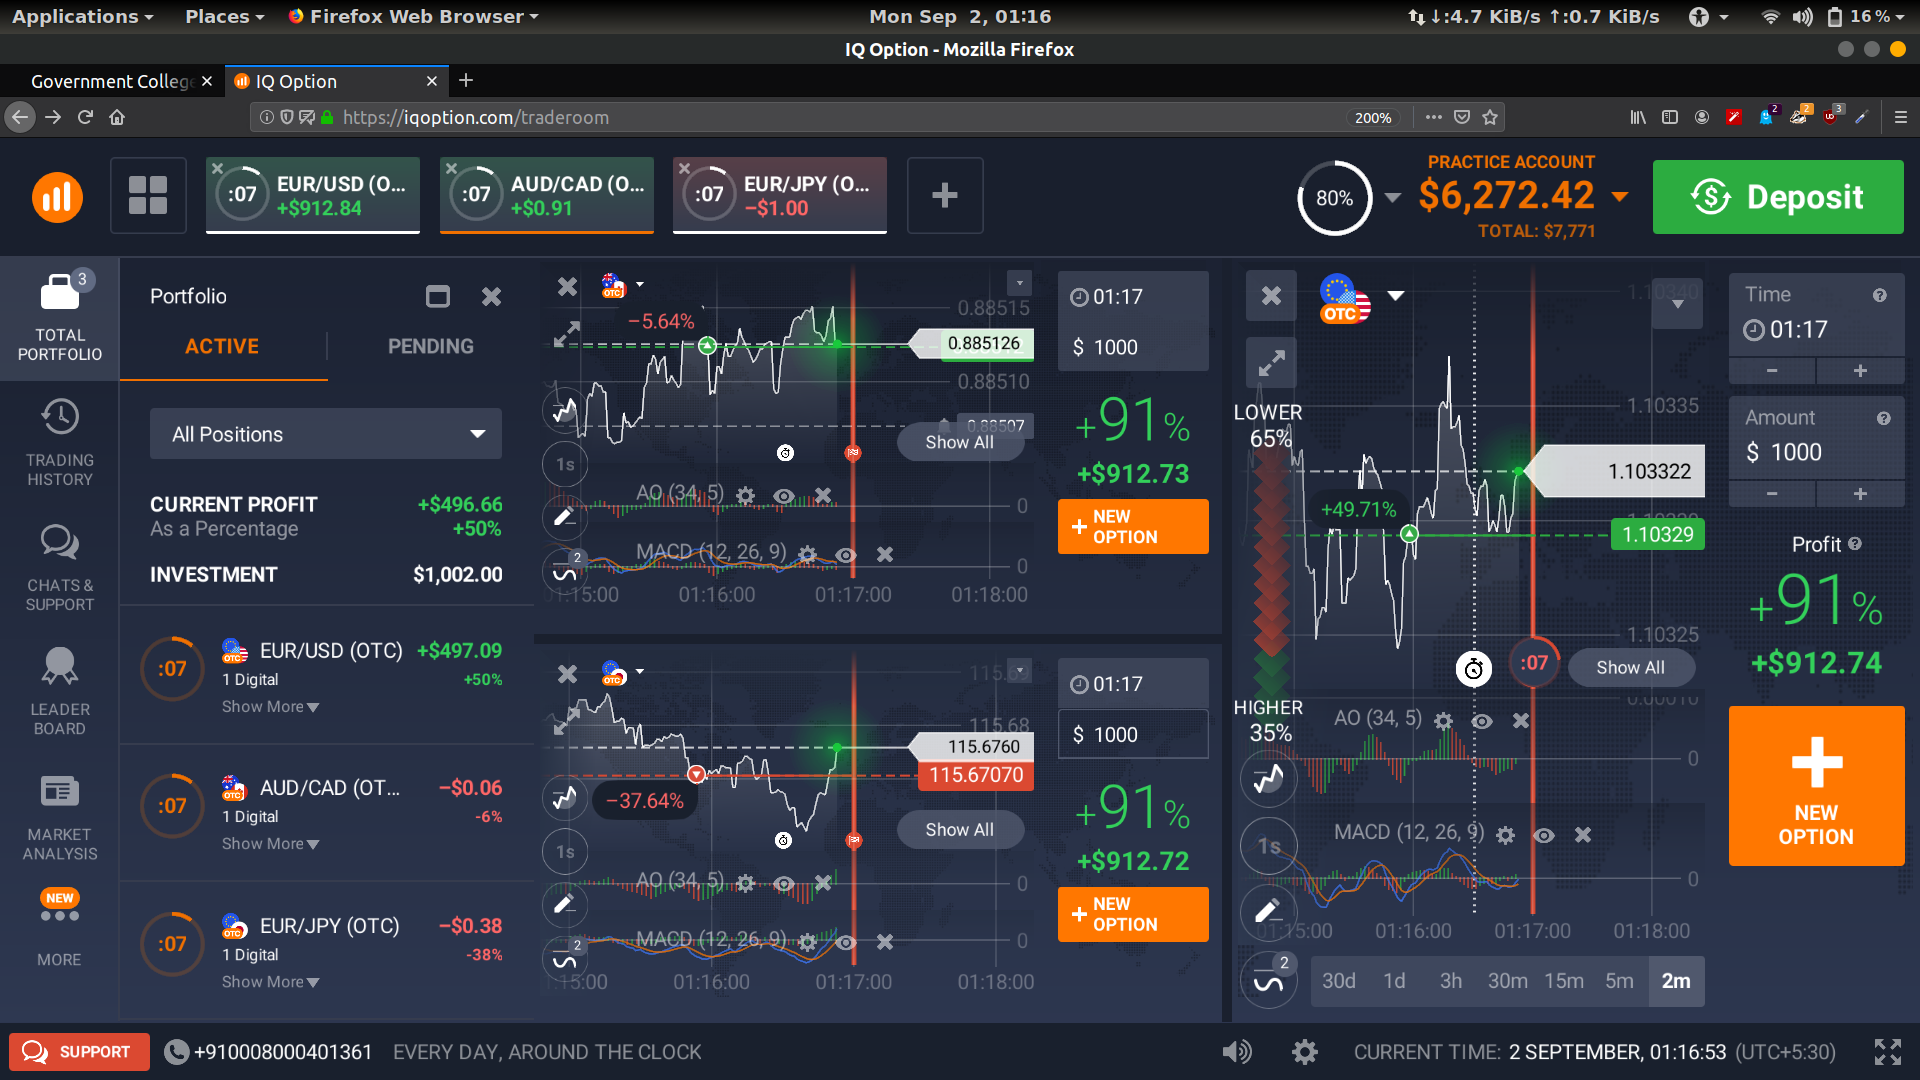 Applications
Places
Firefox Web Browser
Mon Sep 2, 01:16
↓:4.7 KiB/s ↑:0.7 KiB/s
16 %
IQ Option - Mozilla Firefox
Government College
IQ Option
https://iqoption.com/traderoom
200%
2
2
3
:07
EUR/USD (O...
+$912.84
:07
AUD/CAD (O...
+$0.91
:07
EUR/JPY (O...
−$1.00
80%
PRACTICE ACCOUNT
$6,272.42
TOTAL: $7,771
Deposit
3
TOTAL
PORTFOLIO
TRADING
HISTORY
CHATS &
SUPPORT
LEADER
BOARD
MARKET
ANALYSIS
NEW
MORE
Portfolio
ACTIVE
PENDING
All Positions
CURRENT PROFIT
+$496.66
As a Percentage
+50%
INVESTMENT
$1,002.00
:07
EUR/USD (OTC)
+$497.09
1 Digital
+50%
Show More
:07
AUD/CAD (OT...
−$0.06
1 Digital
-6%
Show More
:07
EUR/JPY (OTC)
−$0.38
1 Digital
-38%
Show More
OTC
−5.64%
0.88515
0.885126
0.88510
0.88507
Show All
1s
AO (34, 5)
0
MACD (12, 26, 9)
0
2
01:15:00
01:16:00
01:17:00
01:18:00
01:17
$ 1000
+91%
+$912.73
NEW
OPTION
OTC
115.69
115.68
115.6760
115.67070
−37.64%
Show All
1s
AO (34, 5)
0
MACD (12, 26, 9)
0
2
:15:00
01:16:00
01:17:00
01:18:00
01:17
$ 1000
+91%
+$912.72
NEW
OPTION
OTC
1.10340
LOWER
65%
1.10335
1.103322
+49.71%
1.10329
1.10325
:07
Show All
HIGHER
35%
AO (34, 5)
0.00010
0
1s
MACD (12, 26, 9)
0
01:15:00
01:16:00
01:17:00
01:18:00
2
30d
1d
3h
30m
15m
5m
2m
Time
01:17
Amount
$ 1000
Profit
+91%
+$912.74
NEW
OPTION
SUPPORT
+910008000401361
EVERY DAY, AROUND THE CLOCK
CURRENT TIME: 2 SEPTEMBER, 01:16:53 (UTC+5:30)